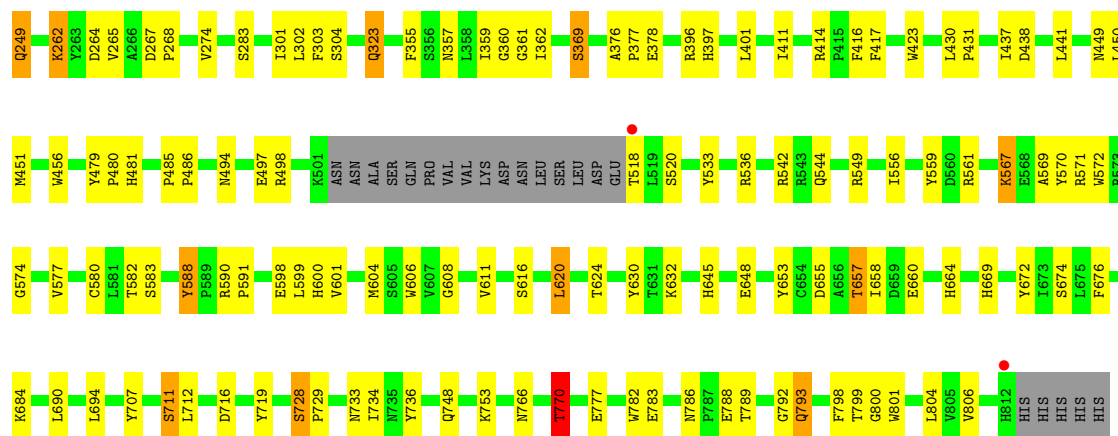 Q249 K262 Y263 D264 V265 A266 D267 P268 V274 S283 I301 L302 F303 S304 Q323 F355 S356 N357 L358 I359 G360 G361 I362 S369 A376 P377 E378 R396 H397 L401 I411 R414 P415 F416 F417 W423 L430 P431 I437 D438 L441 N449 L450
M451 W456 Y479 P480 H481 P485 P486 N494 E497 R498 K501 ASN ASN ALA SER GLN PRO VAL VAL LYS ASP ASN LEU SER LEU ASP GLU T518 L519 S520 Y533 R536 R542 R543 Q544 R549 I556 Y559 D560 R561 K567 E568 A569 Y570 R571 W572 P573
G574 V577 C580 L581 T582 S583 Y588 P589 R590 P591 E598 L599 H600 V601 M604 S605 W606 V607 G608 V611 S616 L620 T624 Y630 T631 K632 H645 E648 Y653 C654 D655 A656 T657 I658 D659 E660 H664 H669 Y672 I673 S674 L675 F676
K684 L690 L694 Y707 S711 L712 D716 Y719 S728 P729 N733 I734 N735 Y736 Q748 K753 N766 T770 E777 W782 E783 N786 P787 E788 T789 G792 Q793 F798 T799 G800 W801 L804 V805 V806 H812 HIS HIS HIS HIS HIS